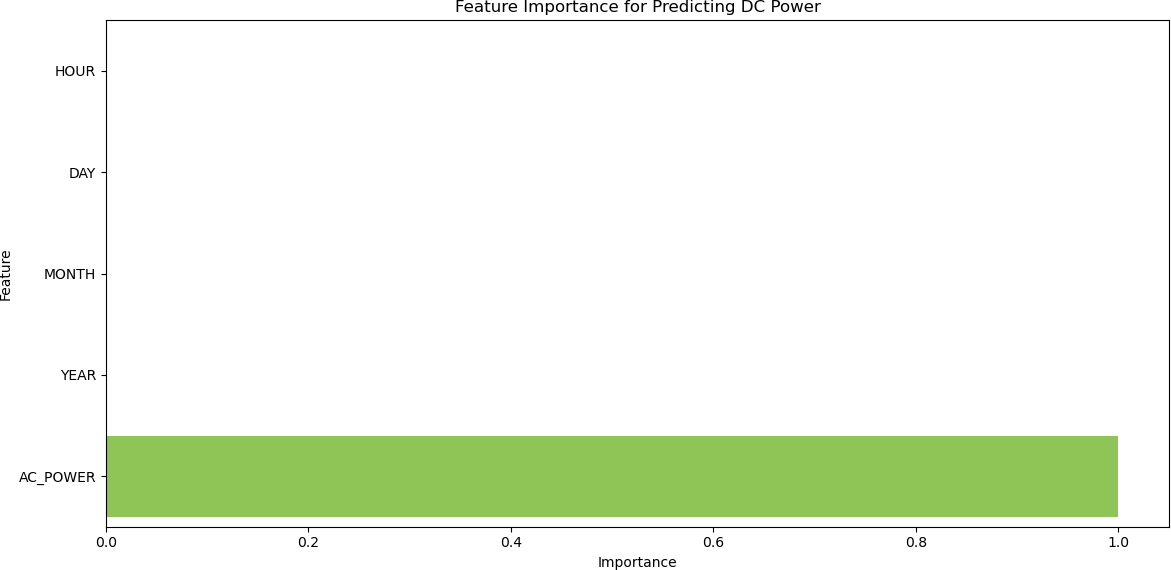 Feature Importance for Predicting DC Power
HOUR
DAY
MONTH
YEAR
AC_POWER
Feature
0.0 0.2 0.4 0.6 0.8 1.0
Importance